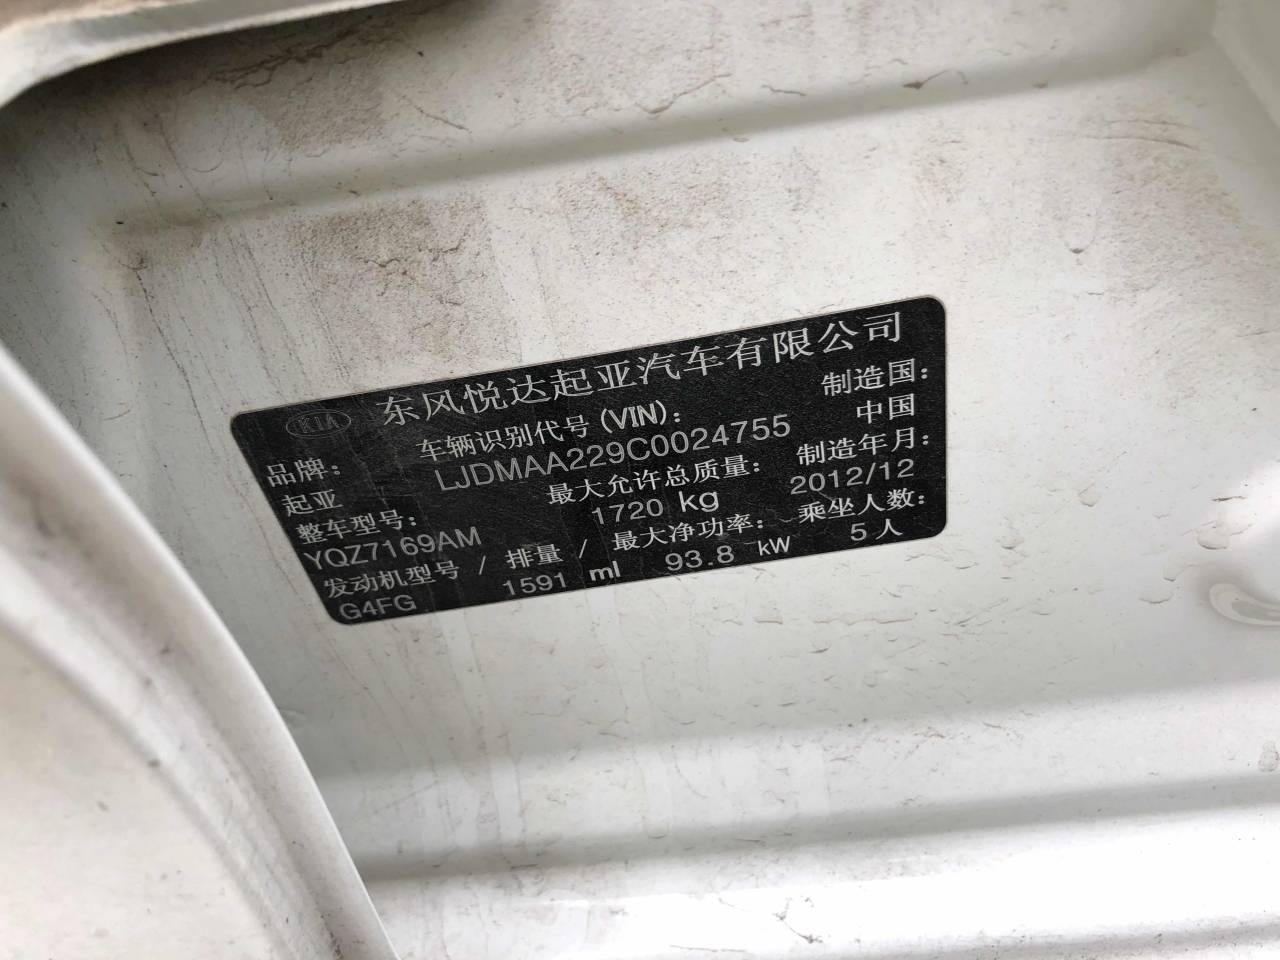 KIA 东风悦达起亚汽车有限公司
品牌： 车辆识别代号 (VIN)： 制造国：
起亚 LJDMAA229C0024755 中国
整车型号： 最大允许总质量： 制造年月：
YQZ7169AM 1720 kg 2012/12
发动机型号 / 排量 / 最大净功率： 乘坐人数：
G4FG 1591 ml 93.8 kW 5人